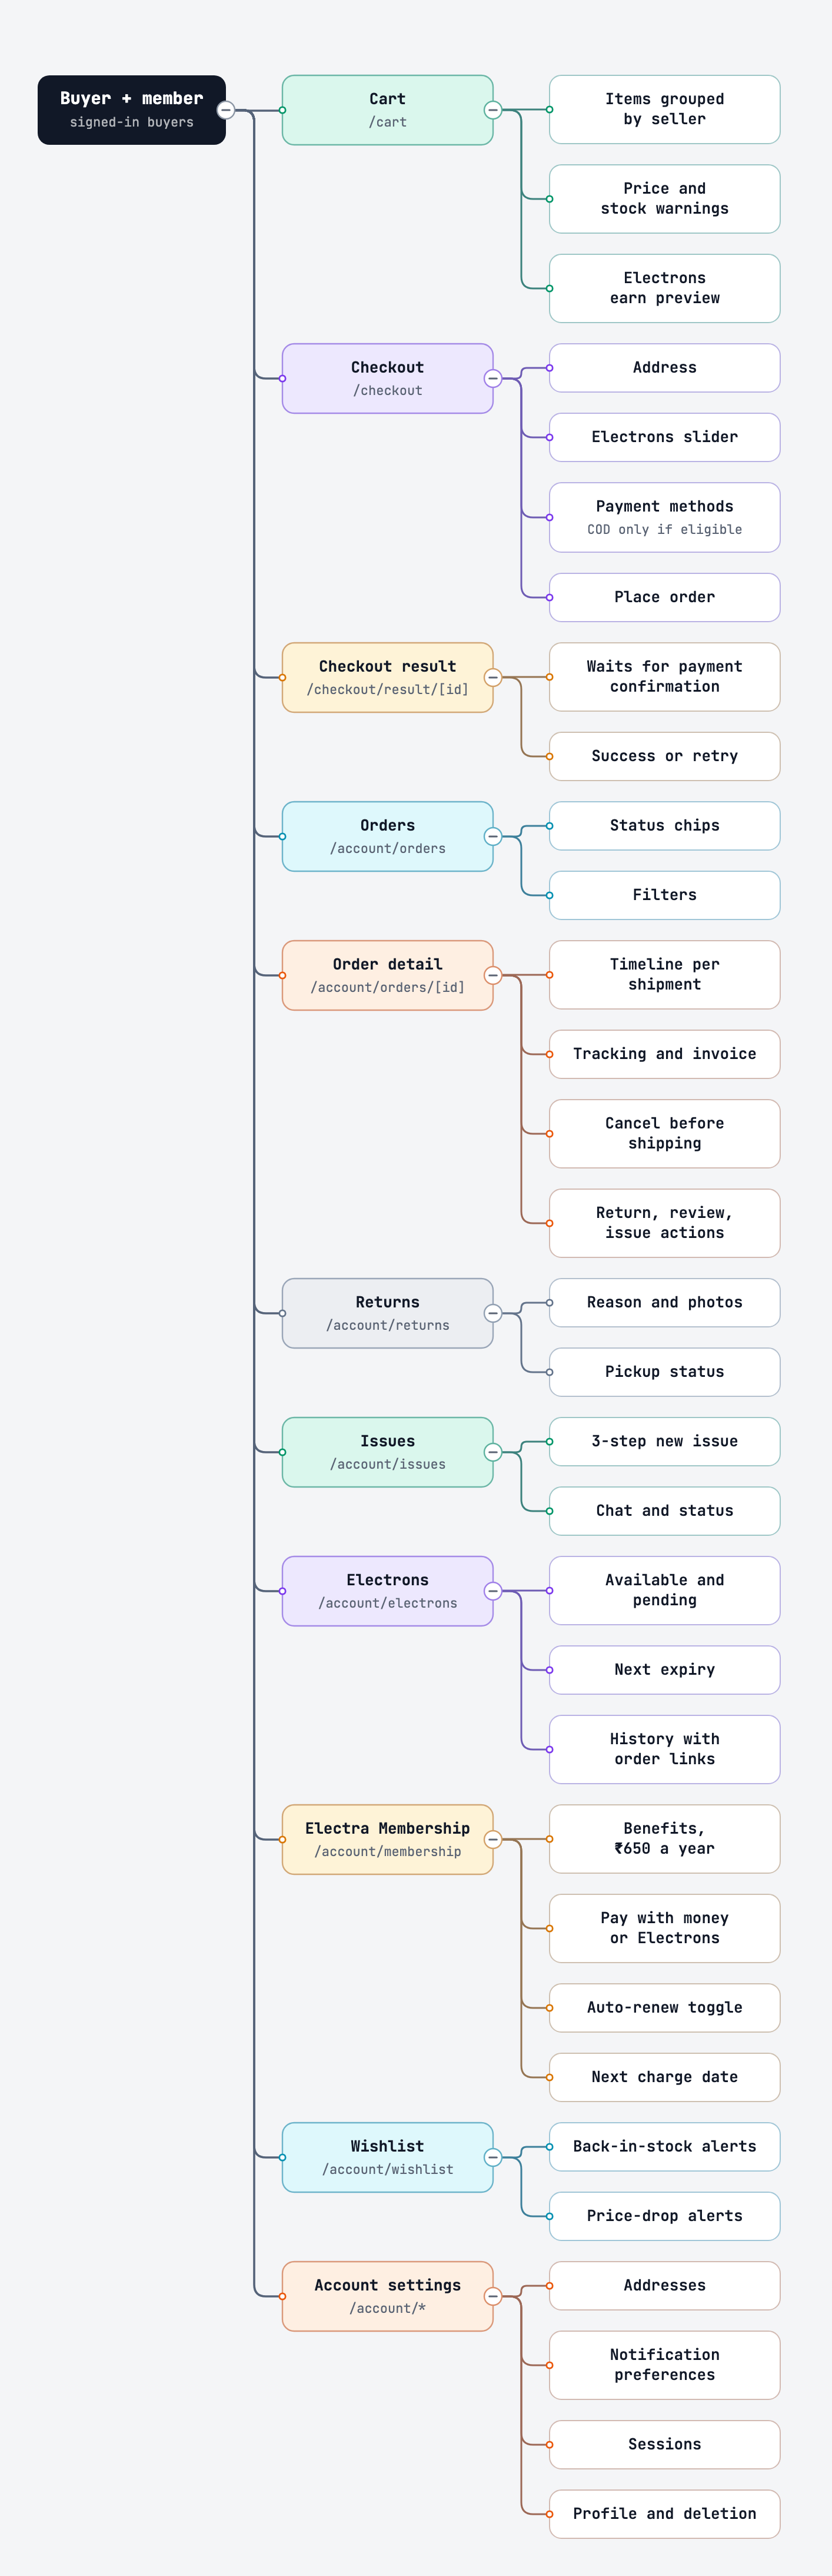 Buyer + member
signed-in buyers
Cart
/cart
Items grouped
by seller
Price and
stock warnings
Electrons
earn preview
Checkout
/checkout
Address
Electrons slider
Payment methods
COD only if eligible
Place order
Checkout result
/checkout/result/[id]
Waits for payment
confirmation
Success or retry
Orders
/account/orders
Status chips
Filters
Order detail
/account/orders/[id]
Timeline per
shipment
Tracking and invoice
Cancel before
shipping
Return, review,
issue actions
Returns
/account/returns
Reason and photos
Pickup status
Issues
/account/issues
3-step new issue
Chat and status
Electrons
/account/electrons
Available and
pending
Next expiry
History with
order links
Electra Membership
/account/membership
Benefits,
₹650 a year
Pay with money
or Electrons
Auto-renew toggle
Next charge date
Wishlist
/account/wishlist
Back-in-stock alerts
Price-drop alerts
Account settings
/account/*
Addresses
Notification
preferences
Sessions
Profile and deletion